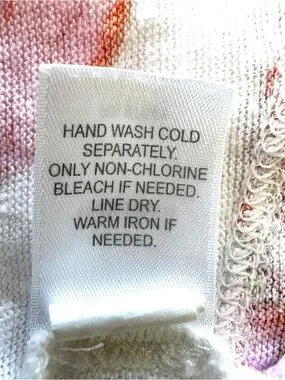 HAND WASH COLD
SEPARATELY.
ONLY NON-CHLORINE
BLEACH IF NEEDED.
LINE DRY.
WARM IRON IF
NEEDED.